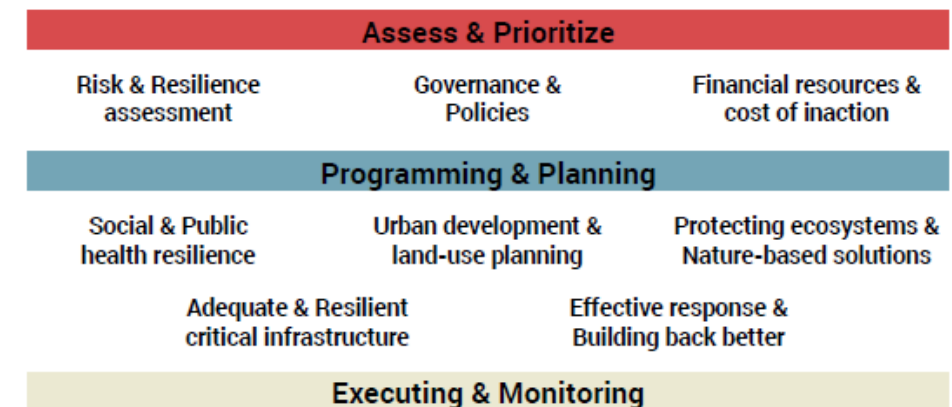 Assess & Prioritize
Risk & Resilience
assessment
Governance &
Policies
Financial resources &
cost of inaction
Programming & Planning
Social & Public
health resilience
Urban development &
land-use planning
Protecting ecosystems &
Nature-based solutions
Adequate & Resilient
critical infrastructure
Effective response &
Building back better
Executing & Monitoring